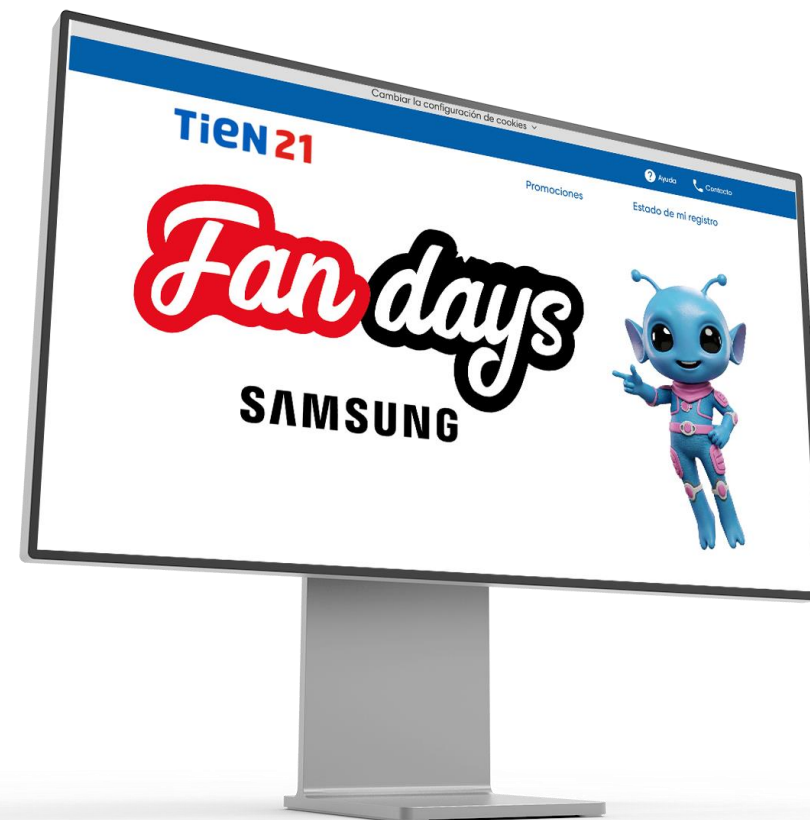 Cambiar la configuración de cookies
Ayuda
Contacto
TIEN 21
Promociones
Estado de mi registro
Fan days
SAMSUNG